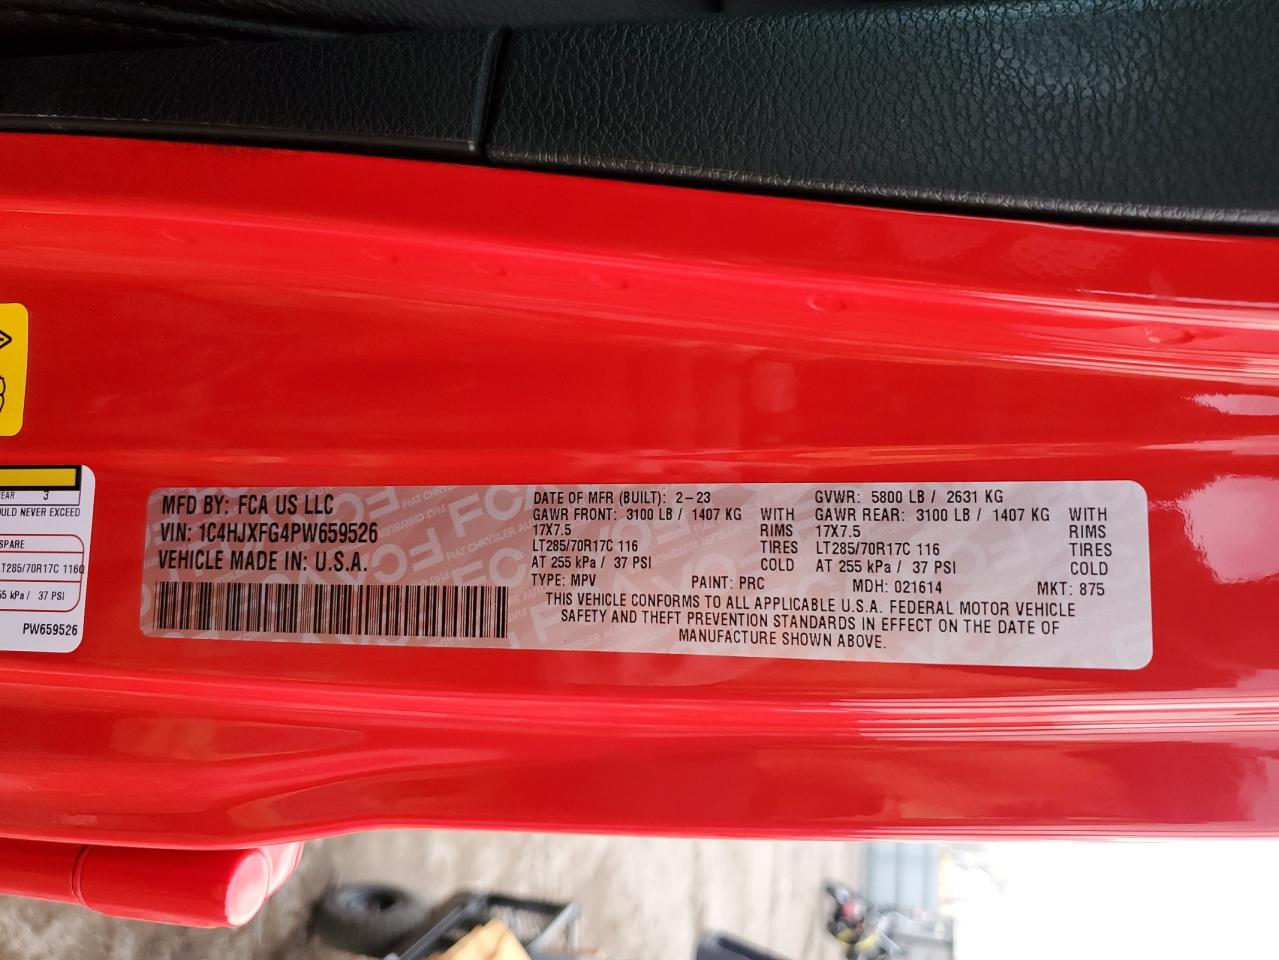 EAR 3
OULD NEVER EXCEED
SPARE
LT285/70R17C 116Q
55 kPa / 37 PSI
PW659526
MFD BY: FCA US LLC
VIN: 1C4HJXFG4PW659526
VEHICLE MADE IN: U.S.A.
DATE OF MFR (BUILT): 2-23 GVWR: 5800 LB / 2631 KG
GAWR FRONT: 3100 LB / 1407 KG WITH GAWR REAR: 3100 LB / 1407 KG WITH
17X7.5 RIMS 17X7.5 RIMS
LT285/70R17C 116 TIRES LT285/70R17C 116 TIRES
AT 255 kPa / 37 PSI COLD AT 255 kPa / 37 PSI COLD
TYPE: MPV PAINT: PRC MDH: 021614 MKT: 875
THIS VEHICLE CONFORMS TO ALL APPLICABLE U.S.A. FEDERAL MOTOR VEHICLE
SAFETY AND THEFT PREVENTION STANDARDS IN EFFECT ON THE DATE OF
MANUFACTURE SHOWN ABOVE.